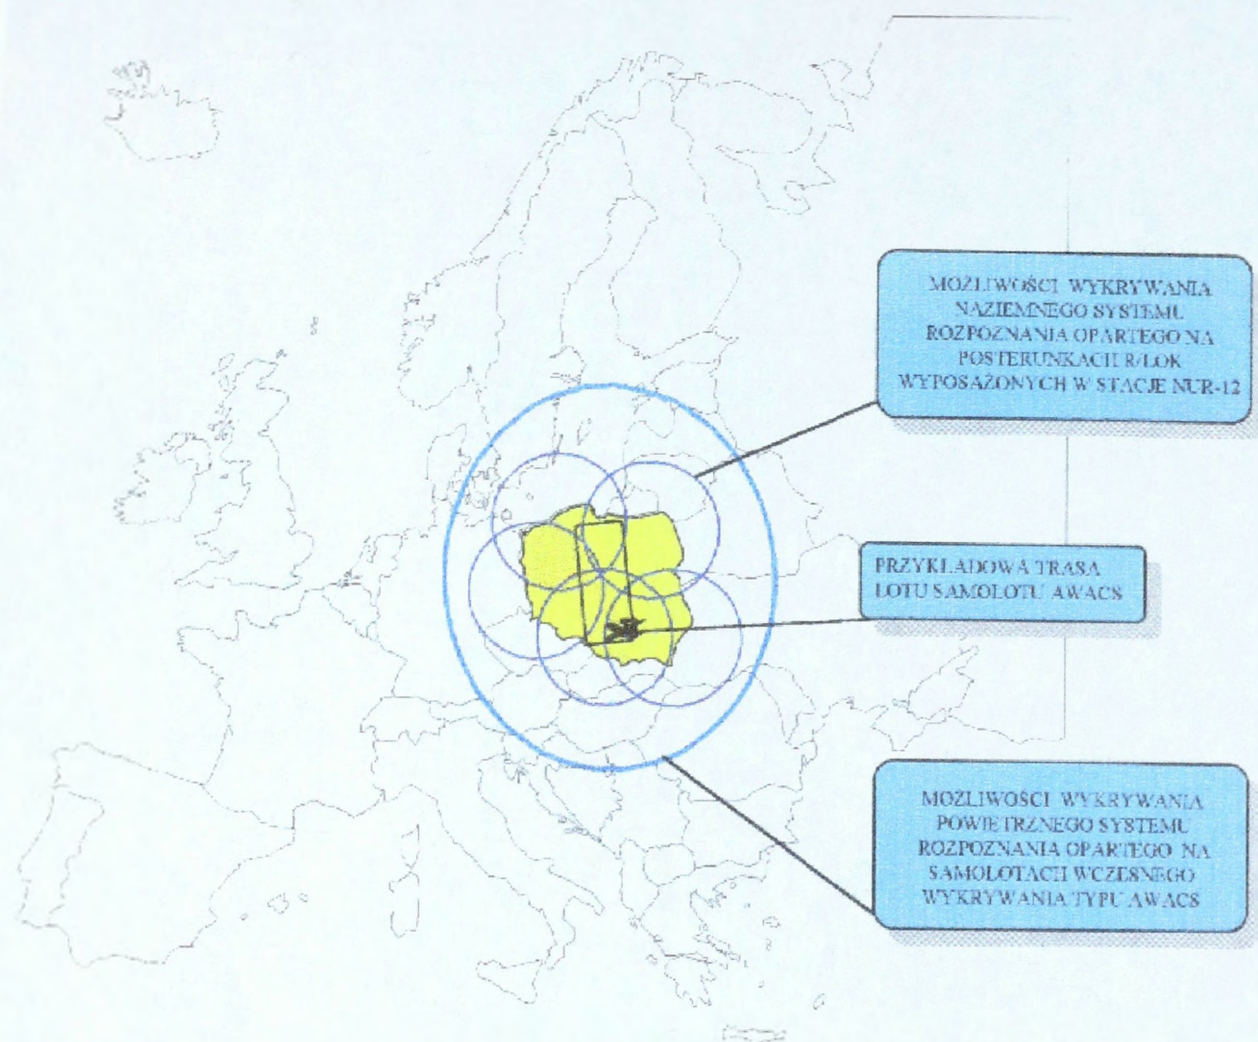 MOŻLIWOŚCI WYKRYWANIA
NAZIEMNEGO SYSTEMU
ROZPOZNANIA OPARTEGO NA
POSTERUNKACH R/LOK
WYPOSAŻONYCH W STACJE NUR-12
PRZYKŁADOWA TRASA
LOTU SAMOLOTU AWACS
MOŻLIWOŚCI WYKRYWANIA
POWIETRZNEGO SYSTEMU
ROZPOZNANIA OPARTEGO NA
SAMOLOTACH WCZESNEGO
WYKRYWANIA TYPU AWACS